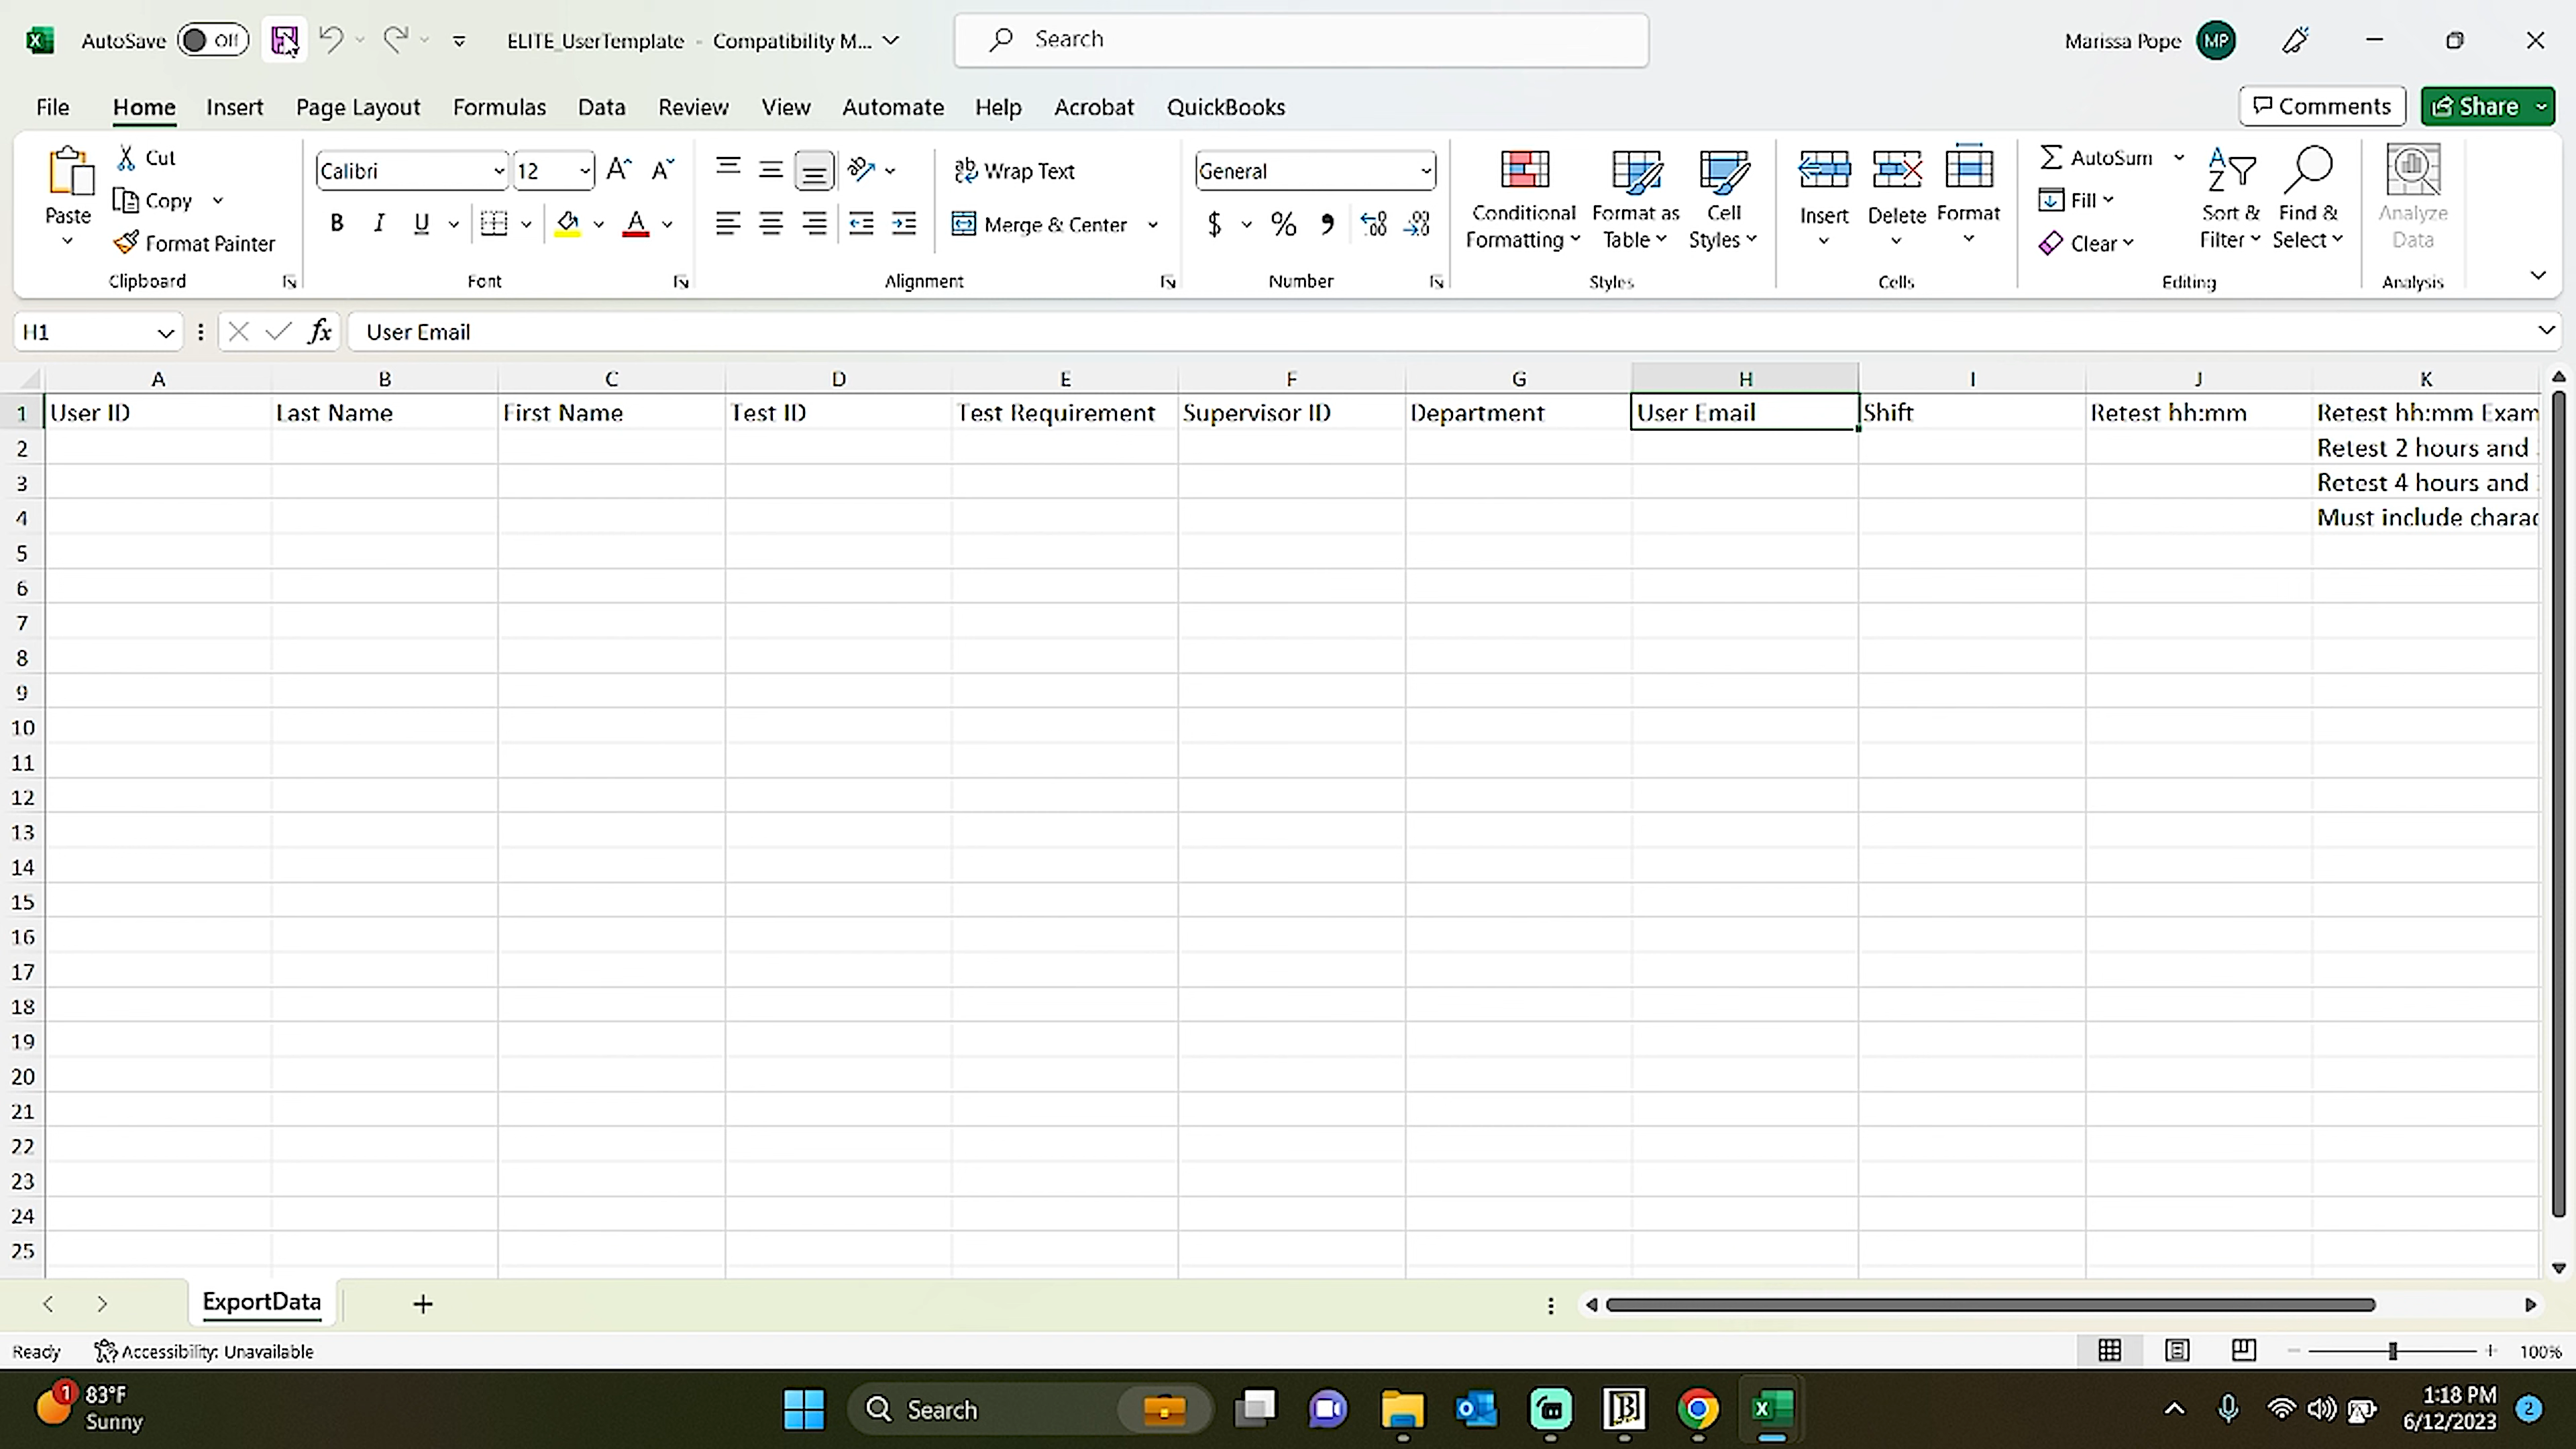 AutoSave Off ELITE_UserTemplate - Compatibility M... Search Marissa Pope MP
File Home Insert Page Layout Formulas Data Review View Automate Help Acrobat QuickBooks Comments Share
Paste
Cut
Copy
Format Painter
Clipboard
Calibri 12
B I U
Font
Wrap Text
Merge & Center
Alignment
General
$ %
Number
Conditional
Formatting
Format as
Table
Cell
Styles
Styles
Insert
Delete
Format
Cells
AutoSum
Fill
Clear
Sort &
Filter
Find &
Select
Editing
Analyze
Data
Analysis
H1 fx User Email
A B C D E F G H I J K
1 User ID Last Name First Name Test ID Test Requirement Supervisor ID Department User Email Shift Retest hh:mm Retest hh:mm Exam
2 Retest 2 hours and
3 Retest 4 hours and
4 Must include charac
5
6
7
8
9
10
11
12
13
14
15
16
17
18
19
20
21
22
23
24
25
ExportData
Ready Accessibility: Unavailable 100%
1 83°F
Sunny
Search
1:18 PM
6/12/2023
2